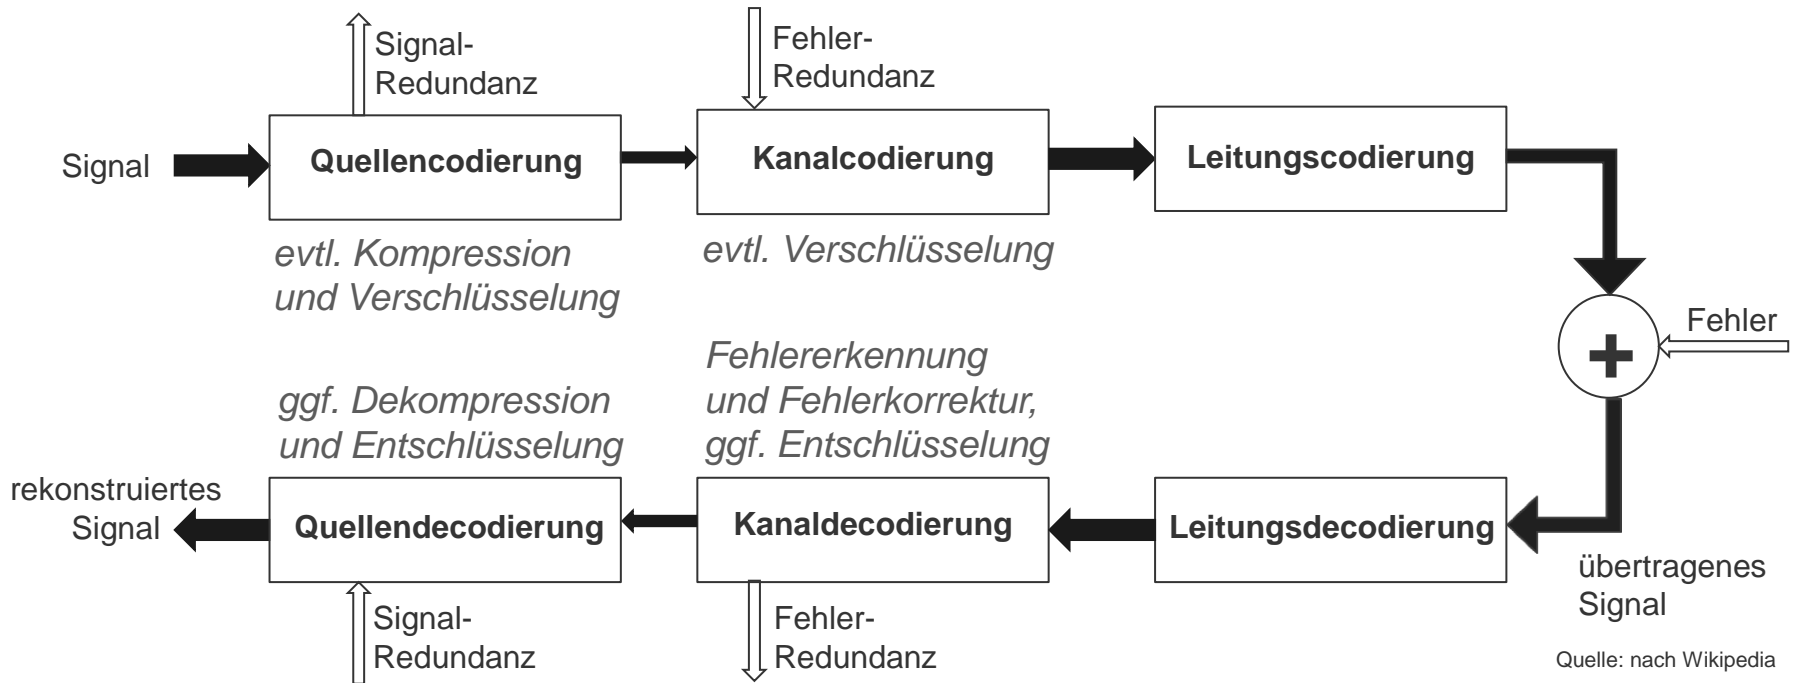 Signal-
Redundanz
Fehler-
Redundanz
Signal
Quellencodierung
Kanalcodierung
Leitungscodierung
evtl. Kompression
und Verschlüsselung
evtl. Verschlüsselung
+
Fehler
ggf. Dekompression
und Entschlüsselung
Fehlererkennung
und Fehlerkorrektur,
ggf. Entschlüsselung
rekonstruiertes
Signal
Quellendecodierung
Kanaldecodierung
Leitungsdecodierung
übertragenes
Signal
Signal-
Redundanz
Fehler-
Redundanz
Quelle: nach Wikipedia